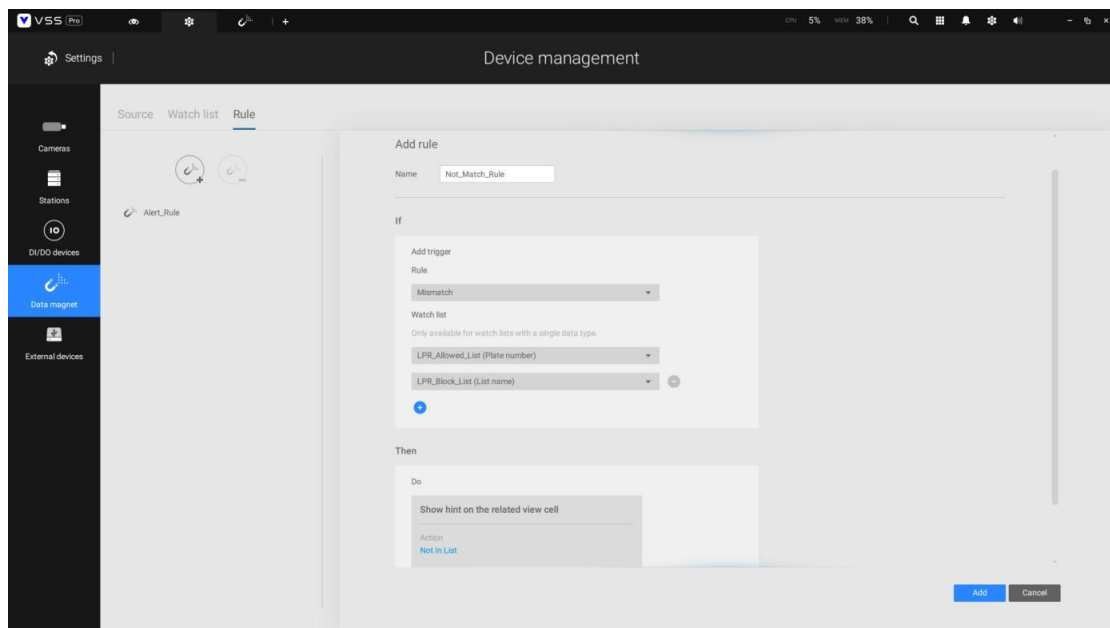 VSS Pro
+
CPU 5% MEM 38%
Settings
Device management
Cameras
Stations
IO
DI/DO devices
Data magnet
External devices
Source Watch list Rule
Alert_Rule
Add rule
Name Not_Match_Rule
If
Add trigger
Rule
Mismatch
Watch list
Only available for watch lists with a single data type.
LPR_Allowed_List (Plate number)
LPR_Block_List (List name)
Then
Do
Show hint on the related view cell
Action
Not In List
Add Cancel